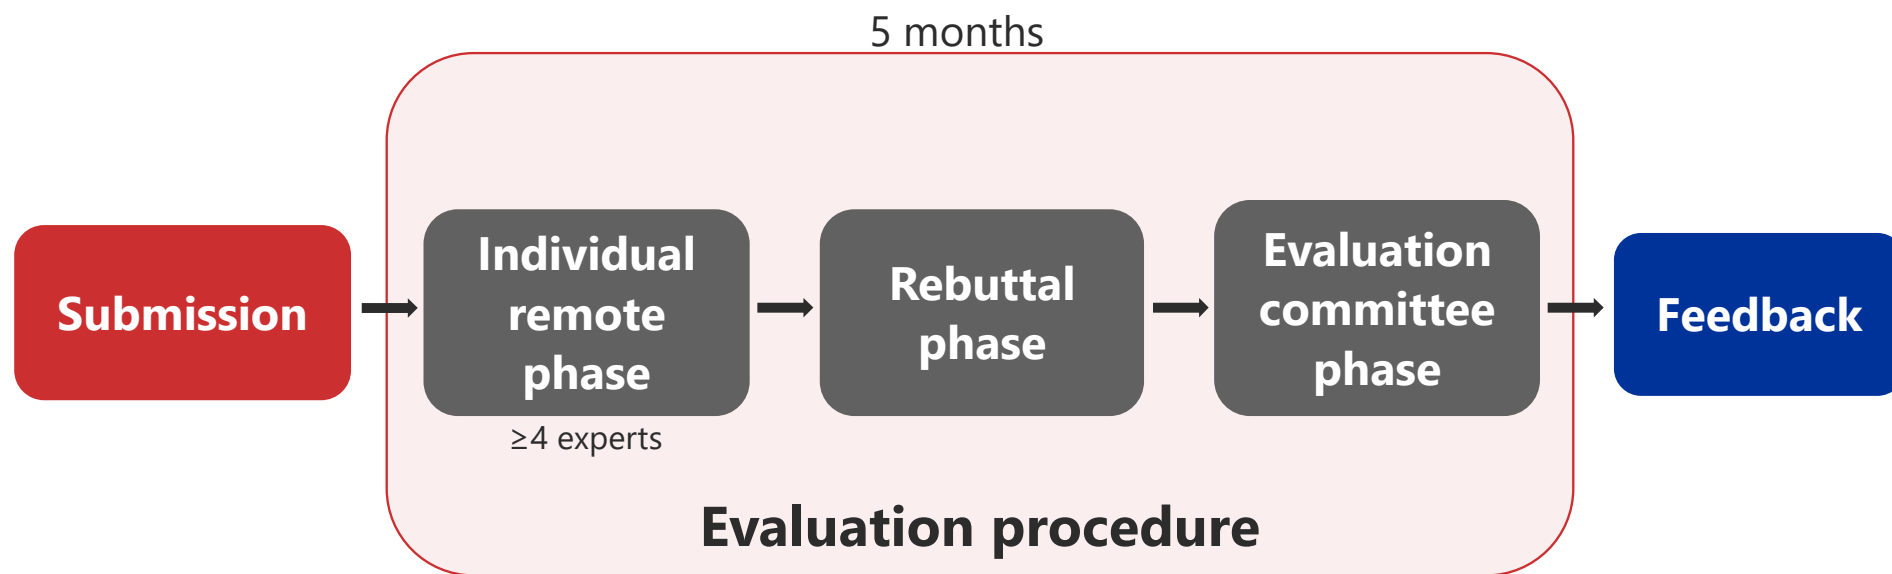 5 months
Submission
Individual
remote
phase
≥4 experts
Rebuttal
phase
Evaluation
committee
phase
Feedback
Evaluation procedure